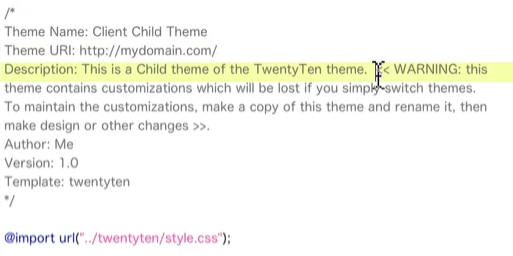 /*
Theme Name: Client Child Theme
Theme URI: http://mydomain.com/
Description: This is a Child theme of the TwentyTen theme. << WARNING: this
theme contains customizations which will be lost if you simply switch themes.
To maintain the customizations, make a copy of this theme and rename it, then
make design or other changes >>.
Author: Me
Version: 1.0
Template: twentyten
*/
@import url("../twentyten/style.css");